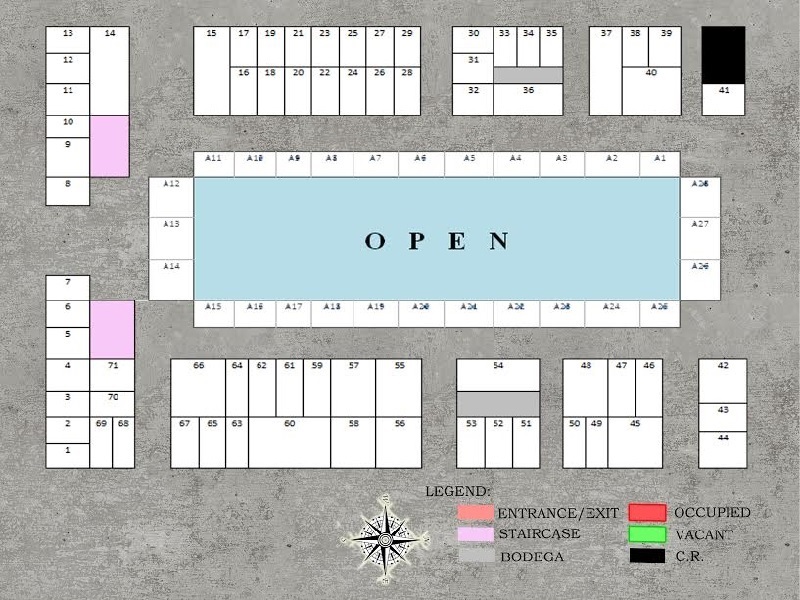 13 14 15 17 19 21 23 25 27 29 30 33 34 35 37 38 39
12 31
16 18 20 22 24 26 28 40
11 32 36 41
10
9
A11 A10 A9 A8 A7 A6 A5 A4 A3 A2 A1
8 A12 A28
A13 A27
O P E N
A14 A26
7
6 A15 A16 A17 A18 A19 A20 A21 A22 A23 A24 A25
5
4 71 66 64 62 61 59 57 55 54 48 47 46 42
3 70
43
2 69 68 67 65 63 60 58 56 53 52 51 50 49 45
44
1
LEGEND:
ENTRANCE/EXIT OCCUPIED
STAIRCASE VACANT
BODEGA C.R.